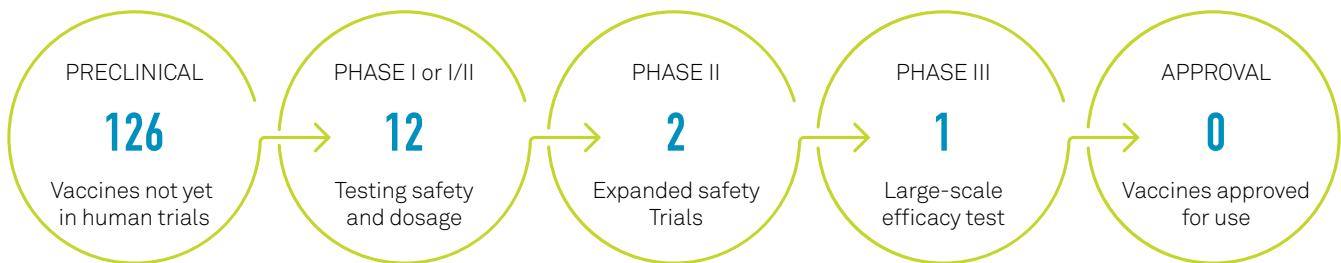 PRECLINICAL
126
Vaccines not yet
in human trials
PHASE I or I/II
12
Testing safety
and dosage
PHASE II
2
Expanded safety
Trials
PHASE III
1
Large-scale
efficacy test
APPROVAL
0
Vaccines approved
for use